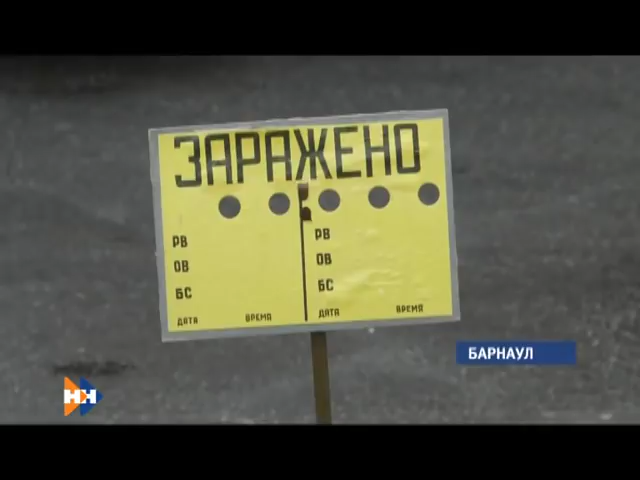 ЗАРАЖЕНО
РВ РВ
ОВ ОВ
БС БС
ДАТА ВРЕМЯ ДАТА ВРЕМЯ
БАРНАУЛ
НН